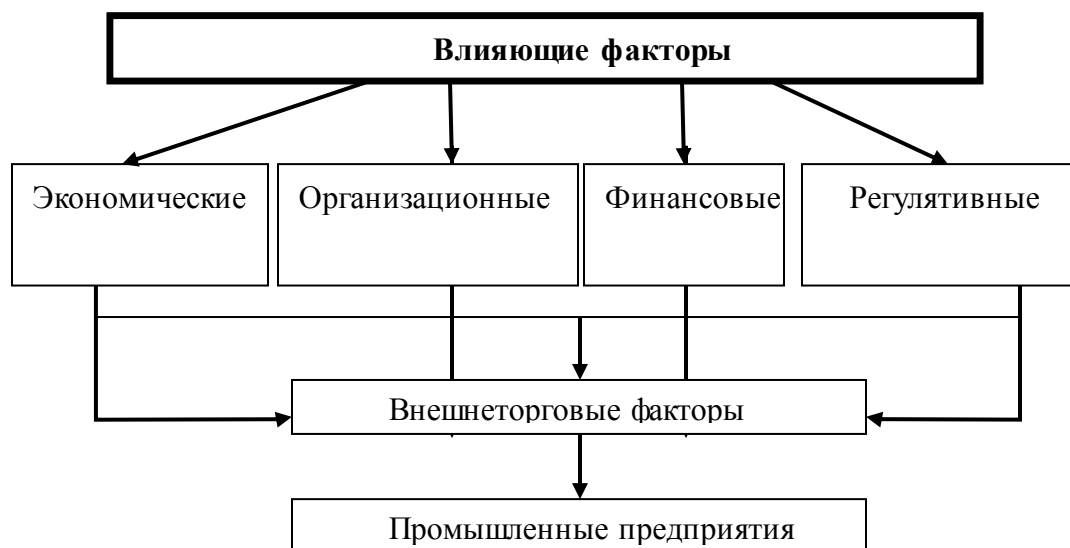 Влияющие факторы
Экономические
Организационные
Финансовые
Регулятивные
Внешнеторговые факторы
Промышленные предприятия